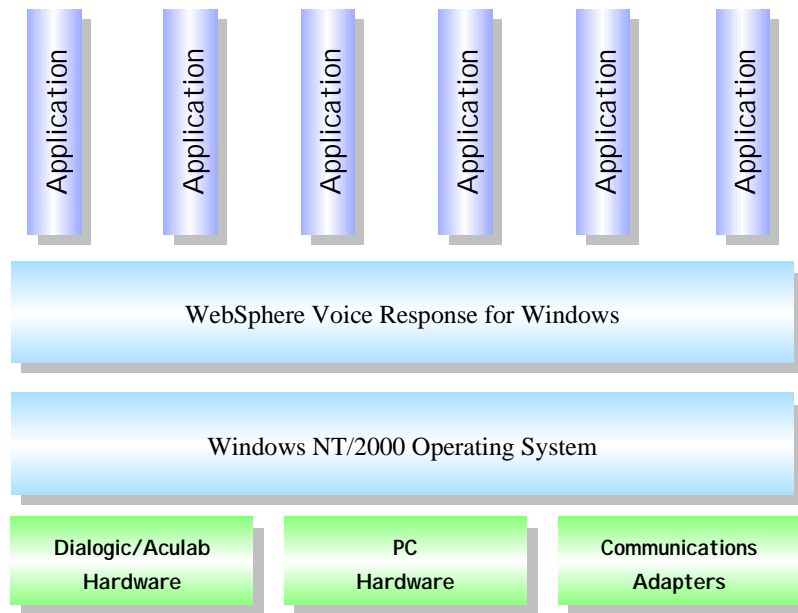 Application
Application
Application
Application
Application
Application
WebSphere Voice Response for Windows
Windows NT/2000 Operating System
Dialogic/Aculab
Hardware
PC
Hardware
Communications
Adapters